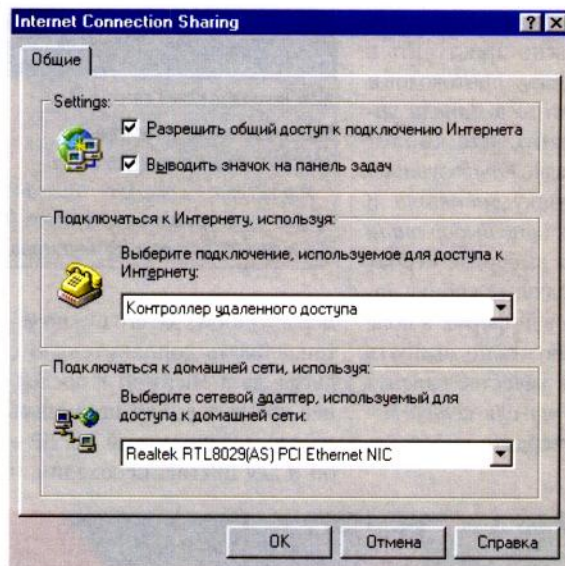 Internet Connection Sharing
Общие
Settings:
Разрешить общий доступ к подключению Интернета
Выводить значок на панель задач
Подключаться к Интернету, используя:
Выберите подключение, используемое для доступа к
Интернету:
Контроллер удаленного доступа
Подключаться к домашней сети, используя:
Выберите сетевой адаптер, используемый для
доступа к домашней сети:
Realtek RTL8029(AS) PCI Ethernet NIC
OK
Отмена
Справка